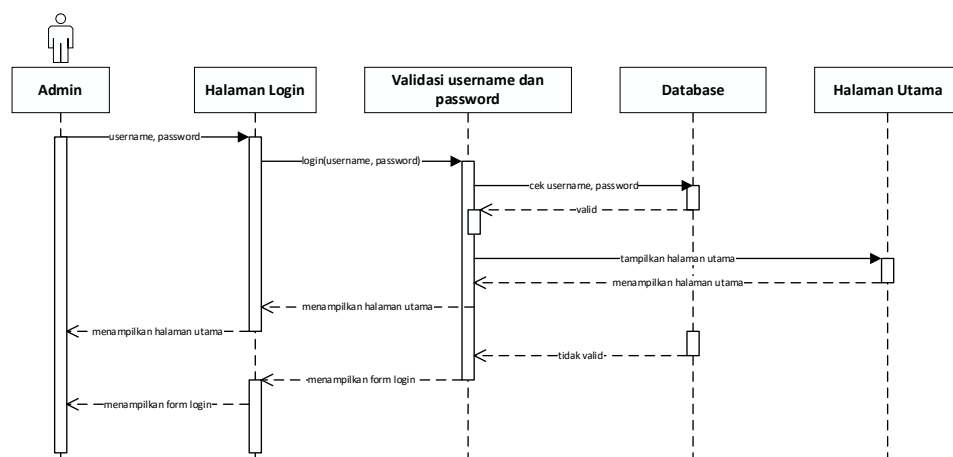 Admin
Halaman Login
Validasi username dan
password
Database
Halaman Utama
username, password
login(username, password)
cek username, password
valid
tampilkan halaman utama
menampilkan halaman utama
menampilkan halaman utama
menampilkan halaman utama
tidak valid
menampilkan form login
menampilkan form login